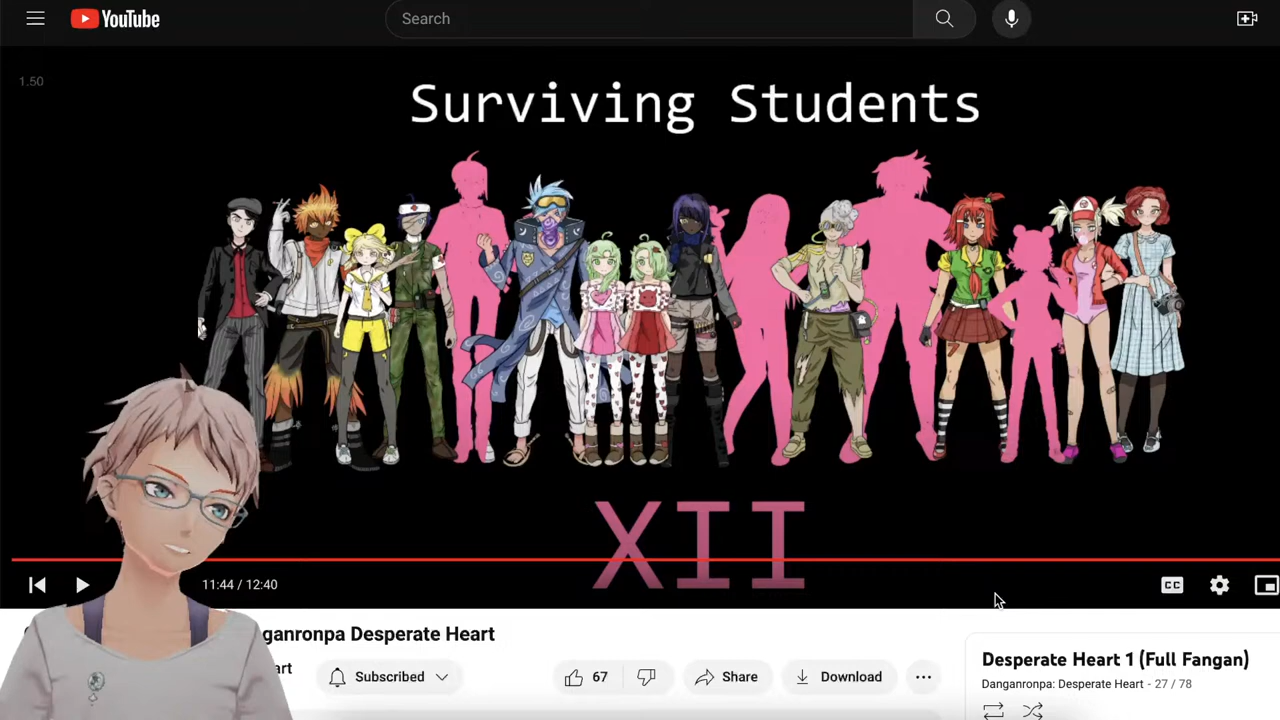 YouTube
Search
1.50
Surviving Students
XII
11:44 / 12:40
CC
ganronpa Desperate Heart
art
Subscribed
67
Share
Download
Desperate Heart 1 (Full Fangan)
Danganronpa: Desperate Heart - 27 / 78